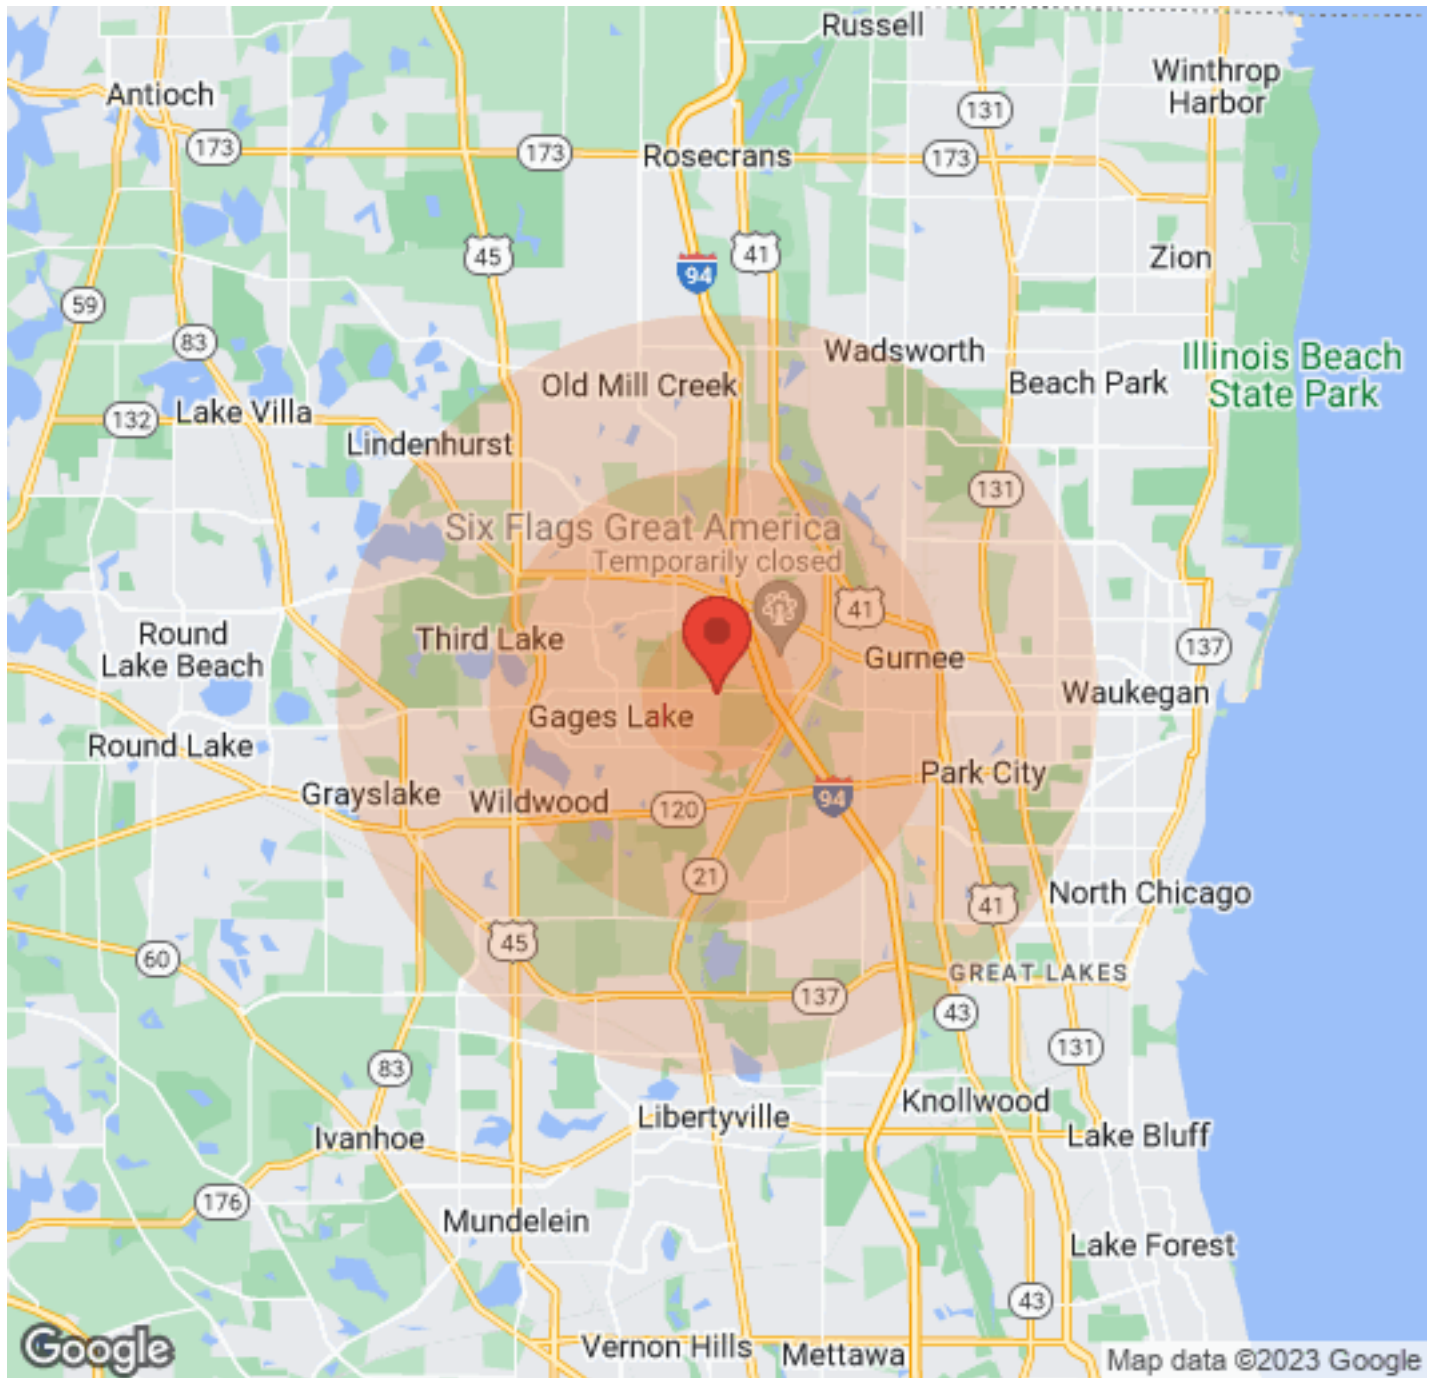 Russell
Winthrop
Harbor
Antioch
131
173
173
Rosecrans
173
41
45
94
Zion
59
83
Wadsworth
Illinois Beach
State Park
Old Mill Creek
Beach Park
132
Lake Villa
Lindenhurst
131
Six Flags Great America
Temporarily closed
41
Round
Lake Beach
Third Lake
Gurnee
137
Waukegan
Gages Lake
Round Lake
Park City
Grayslake
Wildwood
120
94
21
North Chicago
41
45
60
GREAT LAKES
137
43
131
83
Knollwood
Libertyville
Ivanhoe
Lake Bluff
176
Mundelein
Lake Forest
43
Google
Vernon Hills
Mettawa
Map data ©2023 Google